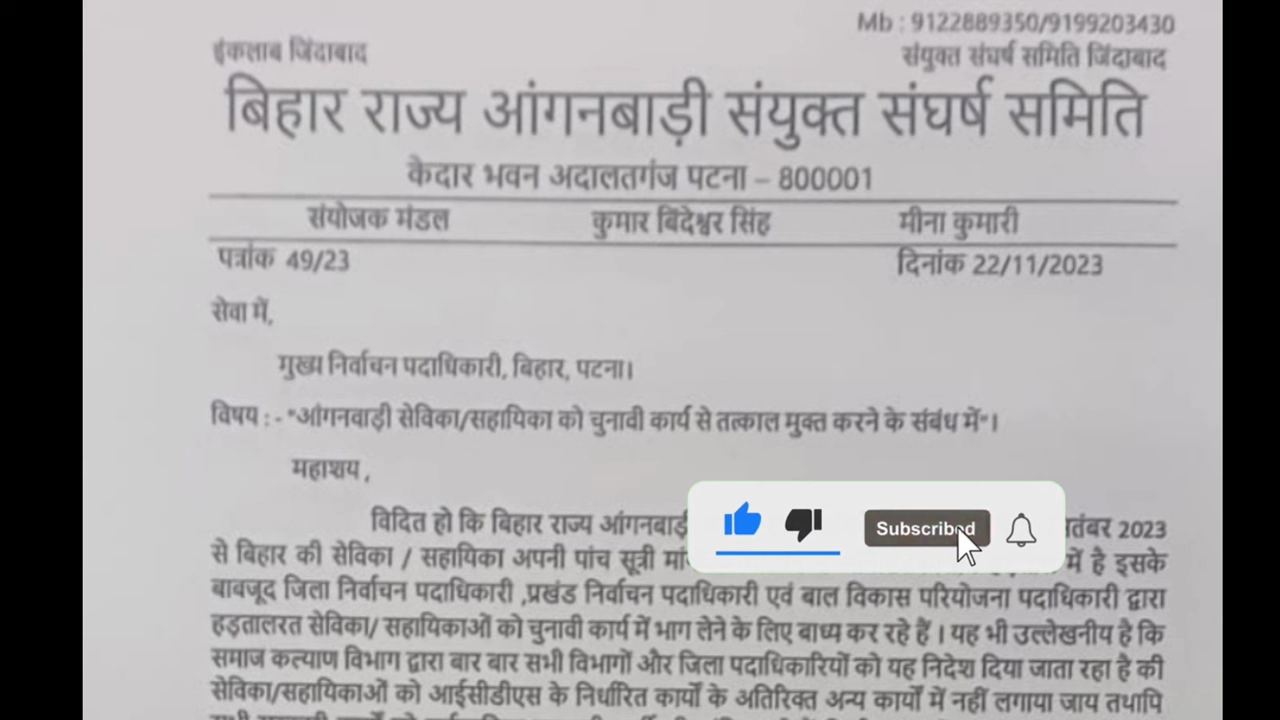 Mb : 9122889350/9199203430
इंकलाब जिंदाबाद
संयुक्त संघर्ष समिति जिंदाबाद
बिहार राज्य आंगनबाड़ी संयुक्त संघर्ष समिति
केदार भवन अदालतगंज पटना – 800001
संयोजक मंडल कुमार बिंदेश्वर सिंह मीना कुमारी
पत्रांक 49/23 दिनांक 22/11/2023
सेवा में,
मुख्य निर्वाचन पदाधिकारी, बिहार, पटना।
विषय : - "आंगनवाड़ी सेविका/सहायिका को चुनावी कार्य से तत्काल मुक्त करने के संबंध में"।
महाशय ,
विदित हो कि बिहार राज्य 2023
Subscribed
से बिहार की सेविका / सहायिका अपनी पांच सूत्री में है इसके
बाबजूद जिला निर्वाचन पदाधिकारी ,प्रखंड निर्वाचन पदाधिकारी एवं बाल विकास परियोजना पदाधिकारी द्वारा
हड़तालरत सेविका/ सहायिकाओं को चुनावी कार्य में भाग लेने के लिए बाध्य कर रहे हैं । यह भी उल्लेखनीय है कि
समाज कल्याण विभाग द्वारा बार बार सभी विभागों और जिला पदाधिकारियों को यह निदेश दिया जाता रहा है की
सेविका/सहायिकाओं को आईसीडीएस के निर्धारित कार्यों के अतिरिक्त अन्य कार्यों में नहीं लगाया जाय तथापि